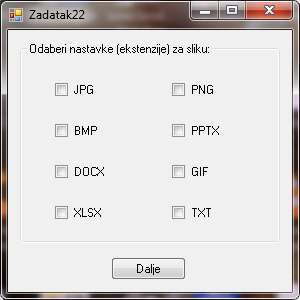 Zadatak22
Odaberi nastavke (ekstenzije) za sliku:
JPG PNG
BMP PPTX
DOCX GIF
XLSX TXT
Dalje